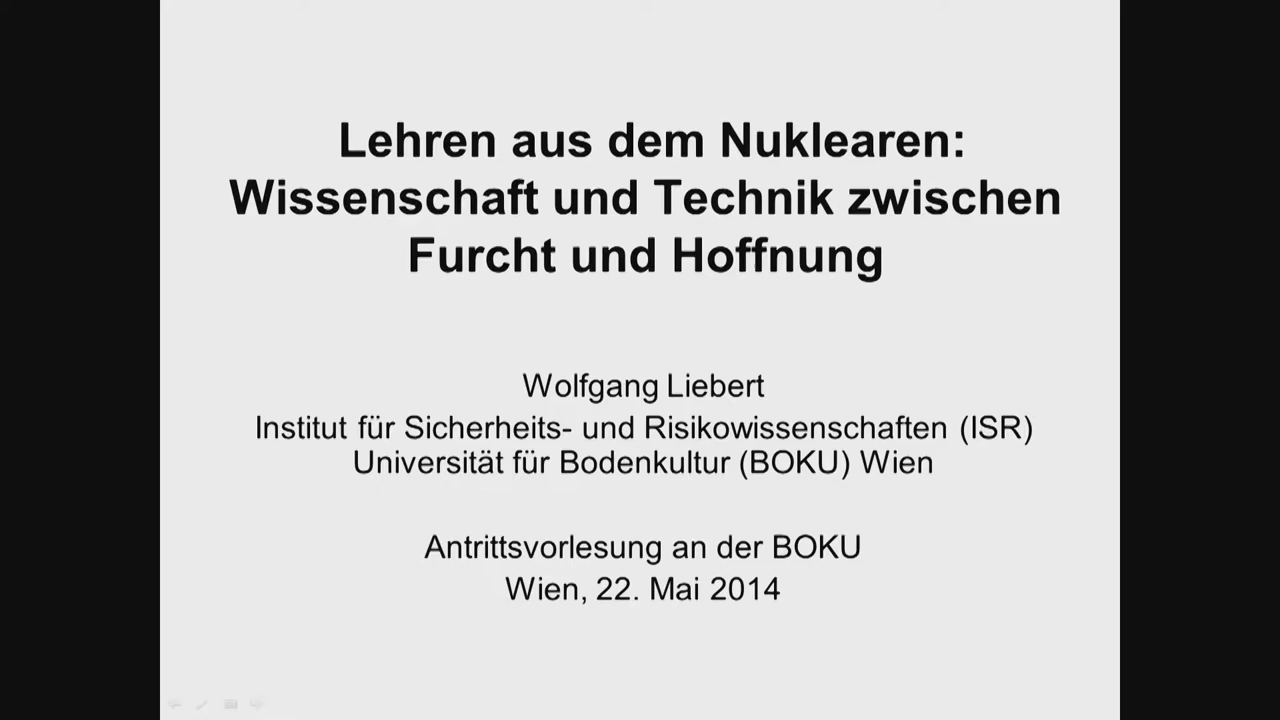 Lehren aus dem Nuklearen:
Wissenschaft und Technik zwischen
Furcht und Hoffnung
Wolfgang Liebert
Institut für Sicherheits- und Risikowissenschaften (ISR)
Universität für Bodenkultur (BOKU) Wien
Antrittsvorlesung an der BOKU
Wien, 22. Mai 2014